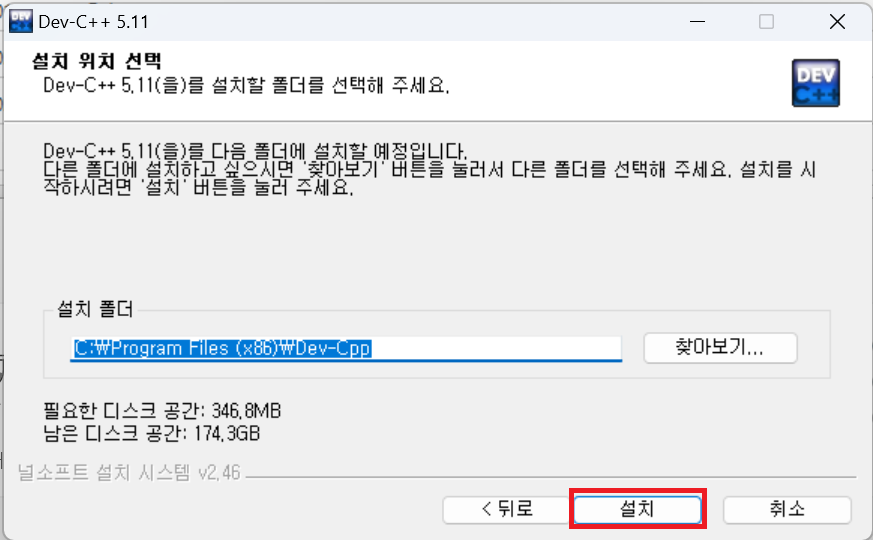 Dev-C++ 5.11
설치 위치 선택
Dev-C++ 5.11(을)를 설치할 폴더를 선택해 주세요.
DEV
C++
Dev-C++ 5.11(을)를 다음 폴더에 설치할 예정입니다.
다른 폴더에 설치하고 싶으시면 '찾아보기' 버튼을 눌러서 다른 폴더를 선택해 주세요. 설치를 시
작하시려면 '설치' 버튼을 눌러 주세요.
설치 폴더
C:₩Program Files (x86)₩Dev-Cpp
찾아보기...
필요한 디스크 공간: 346.8MB
남은 디스크 공간: 174.3GB
널소프트 설치 시스템 v2.46
< 뒤로
설치
취소